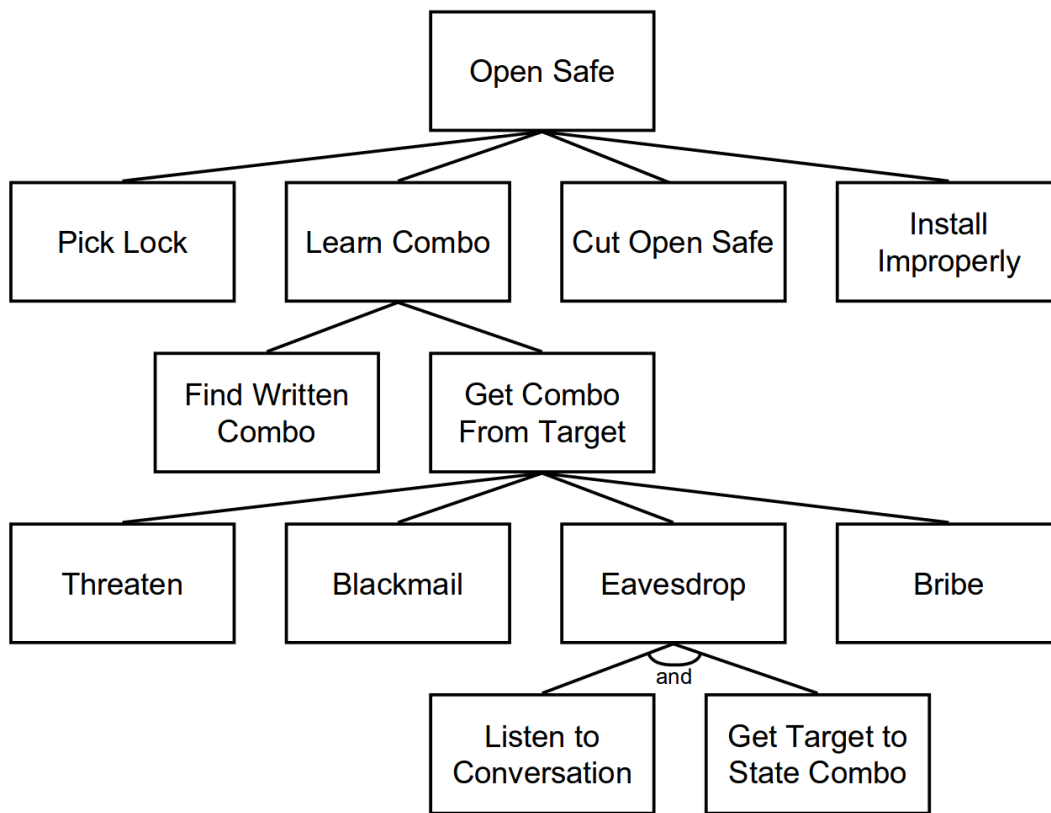 Open Safe
Pick Lock
Learn Combo
Cut Open Safe
Install
Improperly
Find Written
Combo
Get Combo
From Target
Threaten
Blackmail
Eavesdrop
Bribe
and
Listen to
Conversation
Get Target to
State Combo